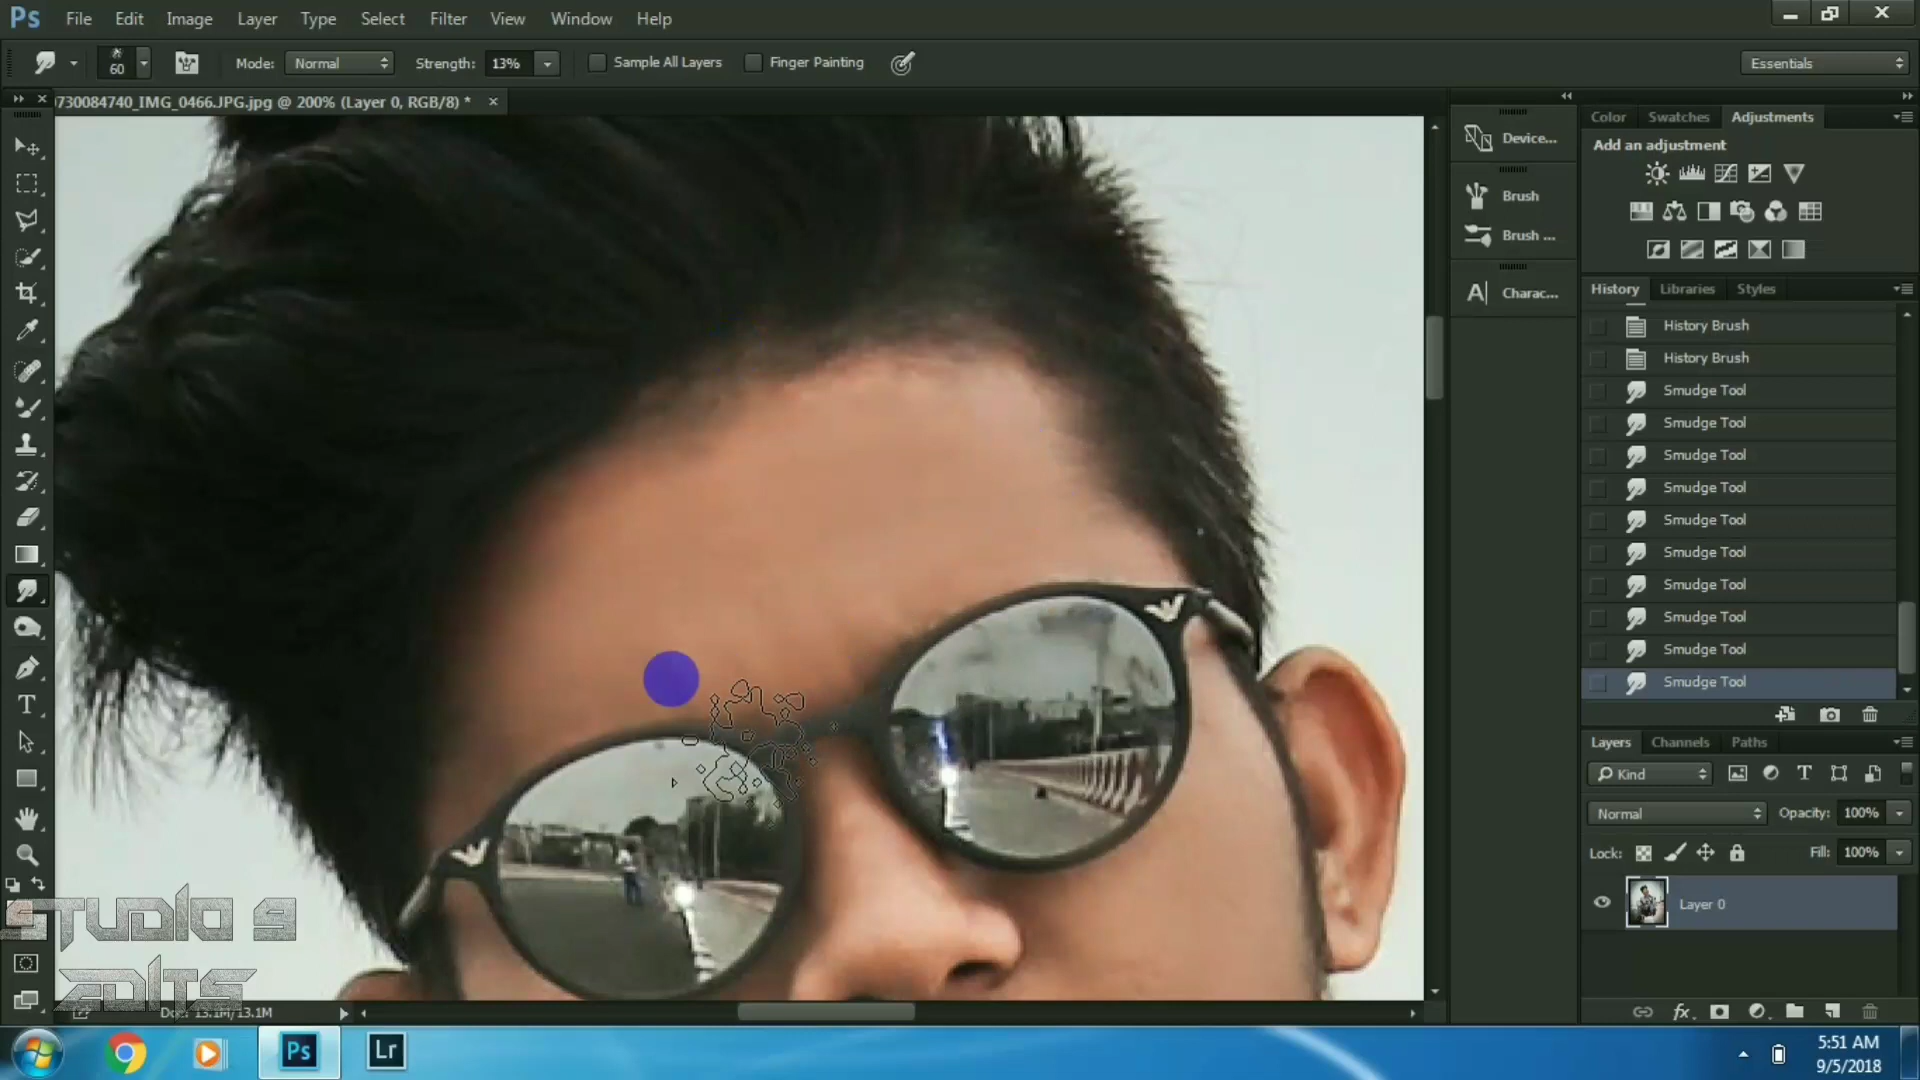 Ps File Edit Image Layer Type Select Filter View Window Help
60 Mode: Normal Strength: 13% Sample All Layers Finger Painting Essentials
0730084740_IMG_0466.JPG.jpg @ 200% (Layer 0, RGB/8) *
Color Swatches Adjustments
Device...
Add an adjustment
Brush
Brush ...
History Libraries Styles
Charac...
History Brush
History Brush
Smudge Tool
Smudge Tool
Smudge Tool
Smudge Tool
Smudge Tool
Smudge Tool
Smudge Tool
Smudge Tool
Smudge Tool
Smudge Tool
Layers Channels Paths
Kind
Normal Opacity: 100%
Lock: Fill: 100%
Layer 0
STUDIO 9
EDITS
Doc: 13.1M/13.1M
Ps Lr
5:51 AM
9/5/2018